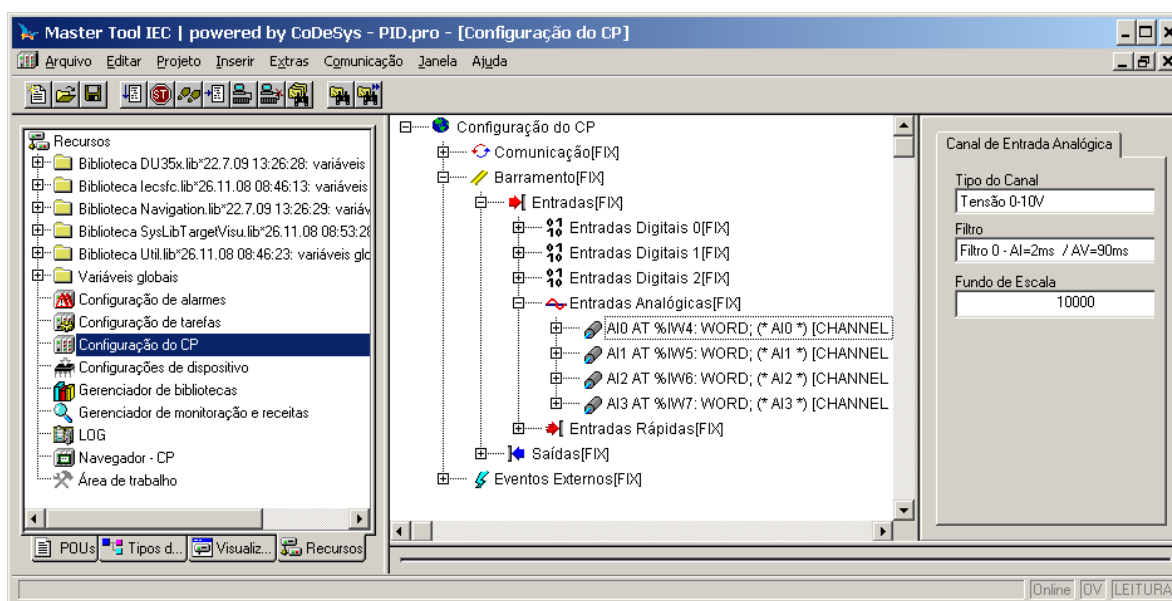 Master Tool IEC | powered by CoDeSys - PID.pro - [Configuração do CP]
Arquivo Editar Projeto Inserir Extras Comunicação Janela Ajuda
Recursos
Biblioteca DU35x.lib*22.7.09 13:26:28: variáveis
Biblioteca Iecsfc.lib*26.11.08 08:46:13: variáveis
Biblioteca Navigation.lib*22.7.09 13:26:29: variáv
Biblioteca SysLibTargetVisu.lib*26.11.08 08:53:28
Biblioteca Util.lib*26.11.08 08:46:23: variáveis glo
Variáveis globais
Configuração de alarmes
Configuração de tarefas
Configuração do CP
Configurações de dispositivo
Gerenciador de bibliotecas
Gerenciador de monitoração e receitas
LOG
Navegador - CP
Área de trabalho
POUs Tipos d... Visualiz... Recursos
Configuração do CP
Comunicação[FIX]
Barramento[FIX]
Entradas[FIX]
Entradas Digitais 0[FIX]
Entradas Digitais 1[FIX]
Entradas Digitais 2[FIX]
Entradas Analógicas[FIX]
AI0 AT %IW4: WORD; (* AI0 *) [CHANNEL
AI1 AT %IW5: WORD; (* AI1 *) [CHANNEL
AI2 AT %IW6: WORD; (* AI2 *) [CHANNEL
AI3 AT %IW7: WORD; (* AI3 *) [CHANNEL
Entradas Rápidas[FIX]
Saídas[FIX]
Eventos Externos[FIX]
Canal de Entrada Analógica
Tipo do Canal
Tensão 0-10V
Filtro
Filtro 0 - AI=2ms / AV=90ms
Fundo de Escala
10000
Online OV LEITURA